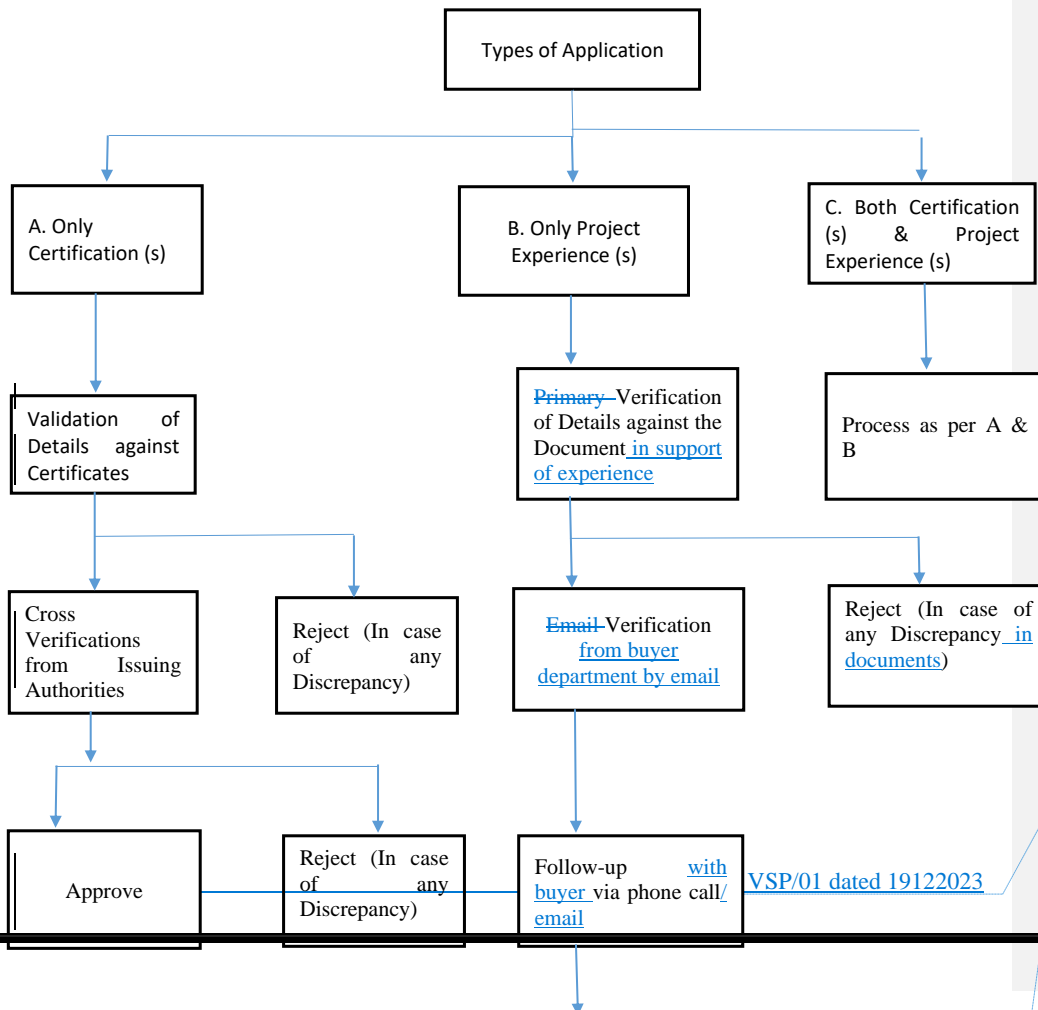 Types of Application
A. Only
Certification (s)
B. Only Project
Experience (s)
C. Both Certification
(s) & Project
Experience (s)
Validation of
Details against
Certificates
Primary Verification
of Details against the
Document in support
of experience
Process as per A &
B
Cross
Verifications
from Issuing
Authorities
Reject (In case
of any
Discrepancy)
Email Verification
from buyer
department by email
Reject (In case of
any Discrepancy in
documents)
Approve
Reject (In case
of any
Discrepancy)
Follow-up with
buyer via phone call/
email
VSP/01 dated 19122023